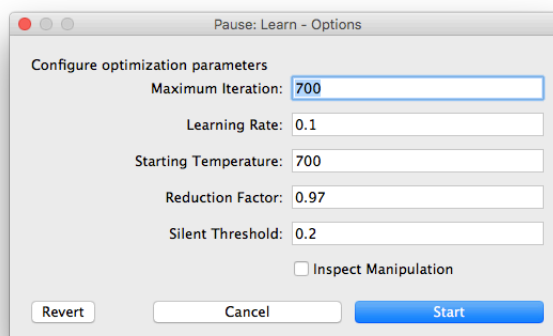 Pause: Learn - Options
Configure optimization parameters
Maximum Iteration: 700
Learning Rate: 0.1
Starting Temperature: 700
Reduction Factor: 0.97
Silent Threshold: 0.2
Inspect Manipulation
Revert Cancel Start